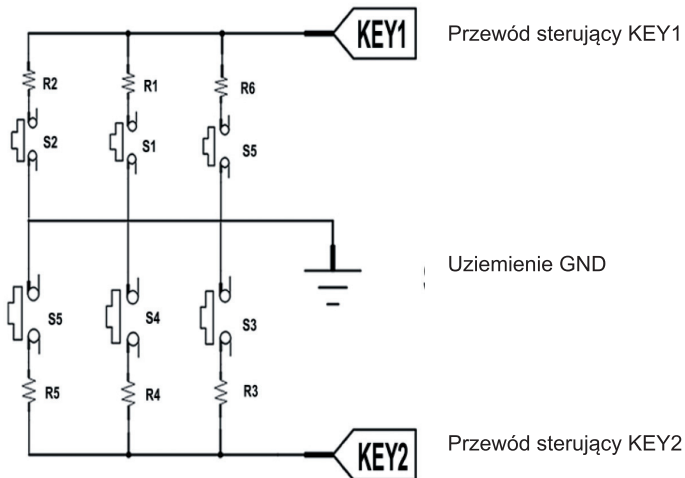 KEY1 Przewód sterujący KEY1
R2 R1 R6
S2 S1 S5
Uziemienie GND
S5 S4 S3
R5 R4 R3
KEY2 Przewód sterujący KEY2